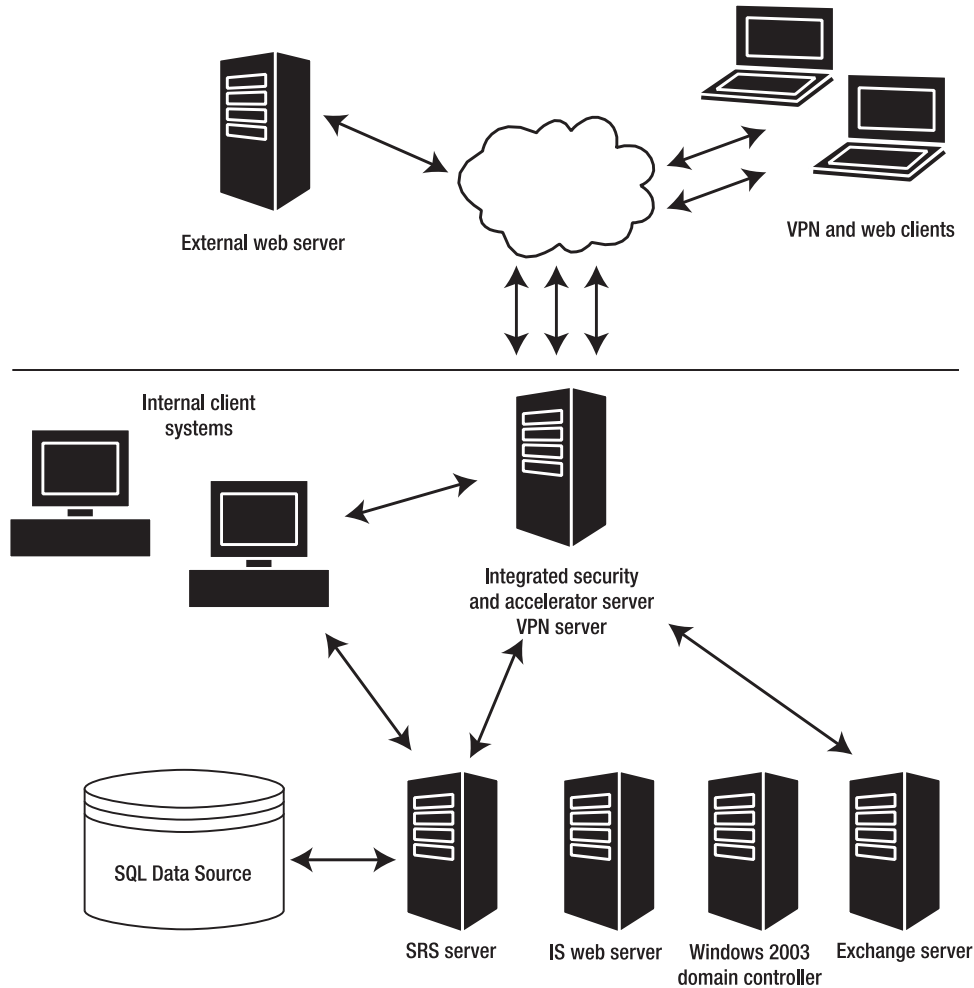 External web server
VPN and web clients
Internal client
systems
Integrated security
and accelerator server
VPN server
SQL Data Source
SRS server
IS web server
Windows 2003
domain controller
Exchange server